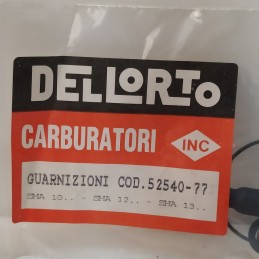 DELLORTO
CARBURATORI INC
GUARNIZIONI COD.52540-77
SHA 10.. - SHA 12.. - SHA 13..